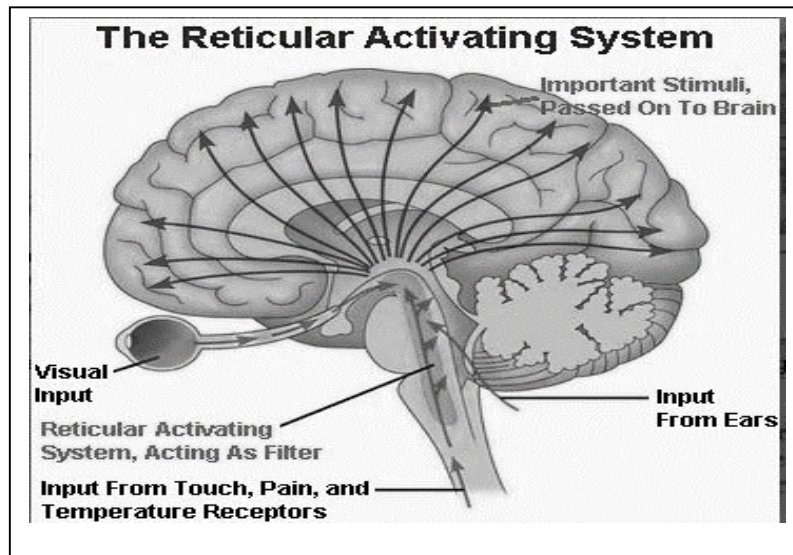 The Reticular Activating System
Important Stimuli,
Passed On To Brain
Visual
Input
Reticular Activating
System, Acting As Filter
Input
From Ears
Input From Touch, Pain, and
Temperature Receptors